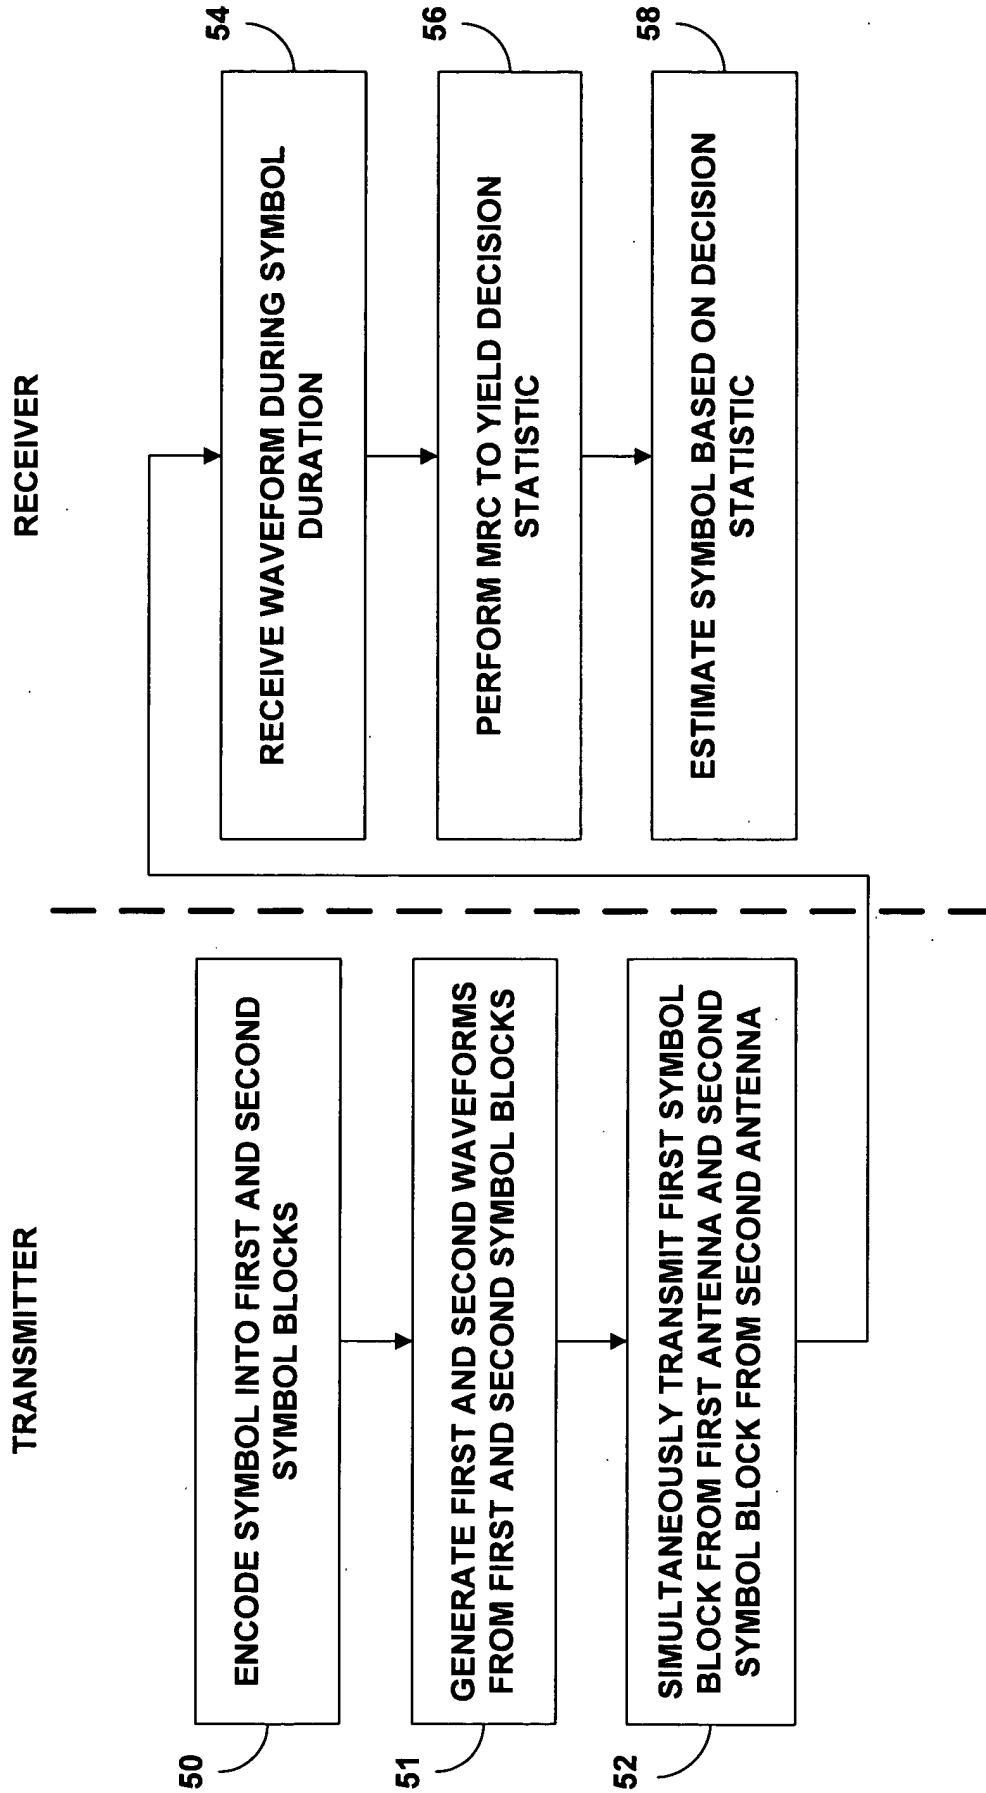 TRANSMITTER
50
ENCODE SYMBOL INTO FIRST AND SECOND
SYMBOL BLOCKS
51
GENERATE FIRST AND SECOND WAVEFORMS
FROM FIRST AND SECOND SYMBOL BLOCKS
52
SIMULTANEOUSLY TRANSMIT FIRST SYMBOL
BLOCK FROM FIRST ANTENNA AND SECOND
SYMBOL BLOCK FROM SECOND ANTENNA
RECEIVER
54
RECEIVE WAVEFORM DURING SYMBOL
DURATION
56
PERFORM MRC TO YIELD DECISION
STATISTIC
58
ESTIMATE SYMBOL BASED ON DECISION
STATISTIC